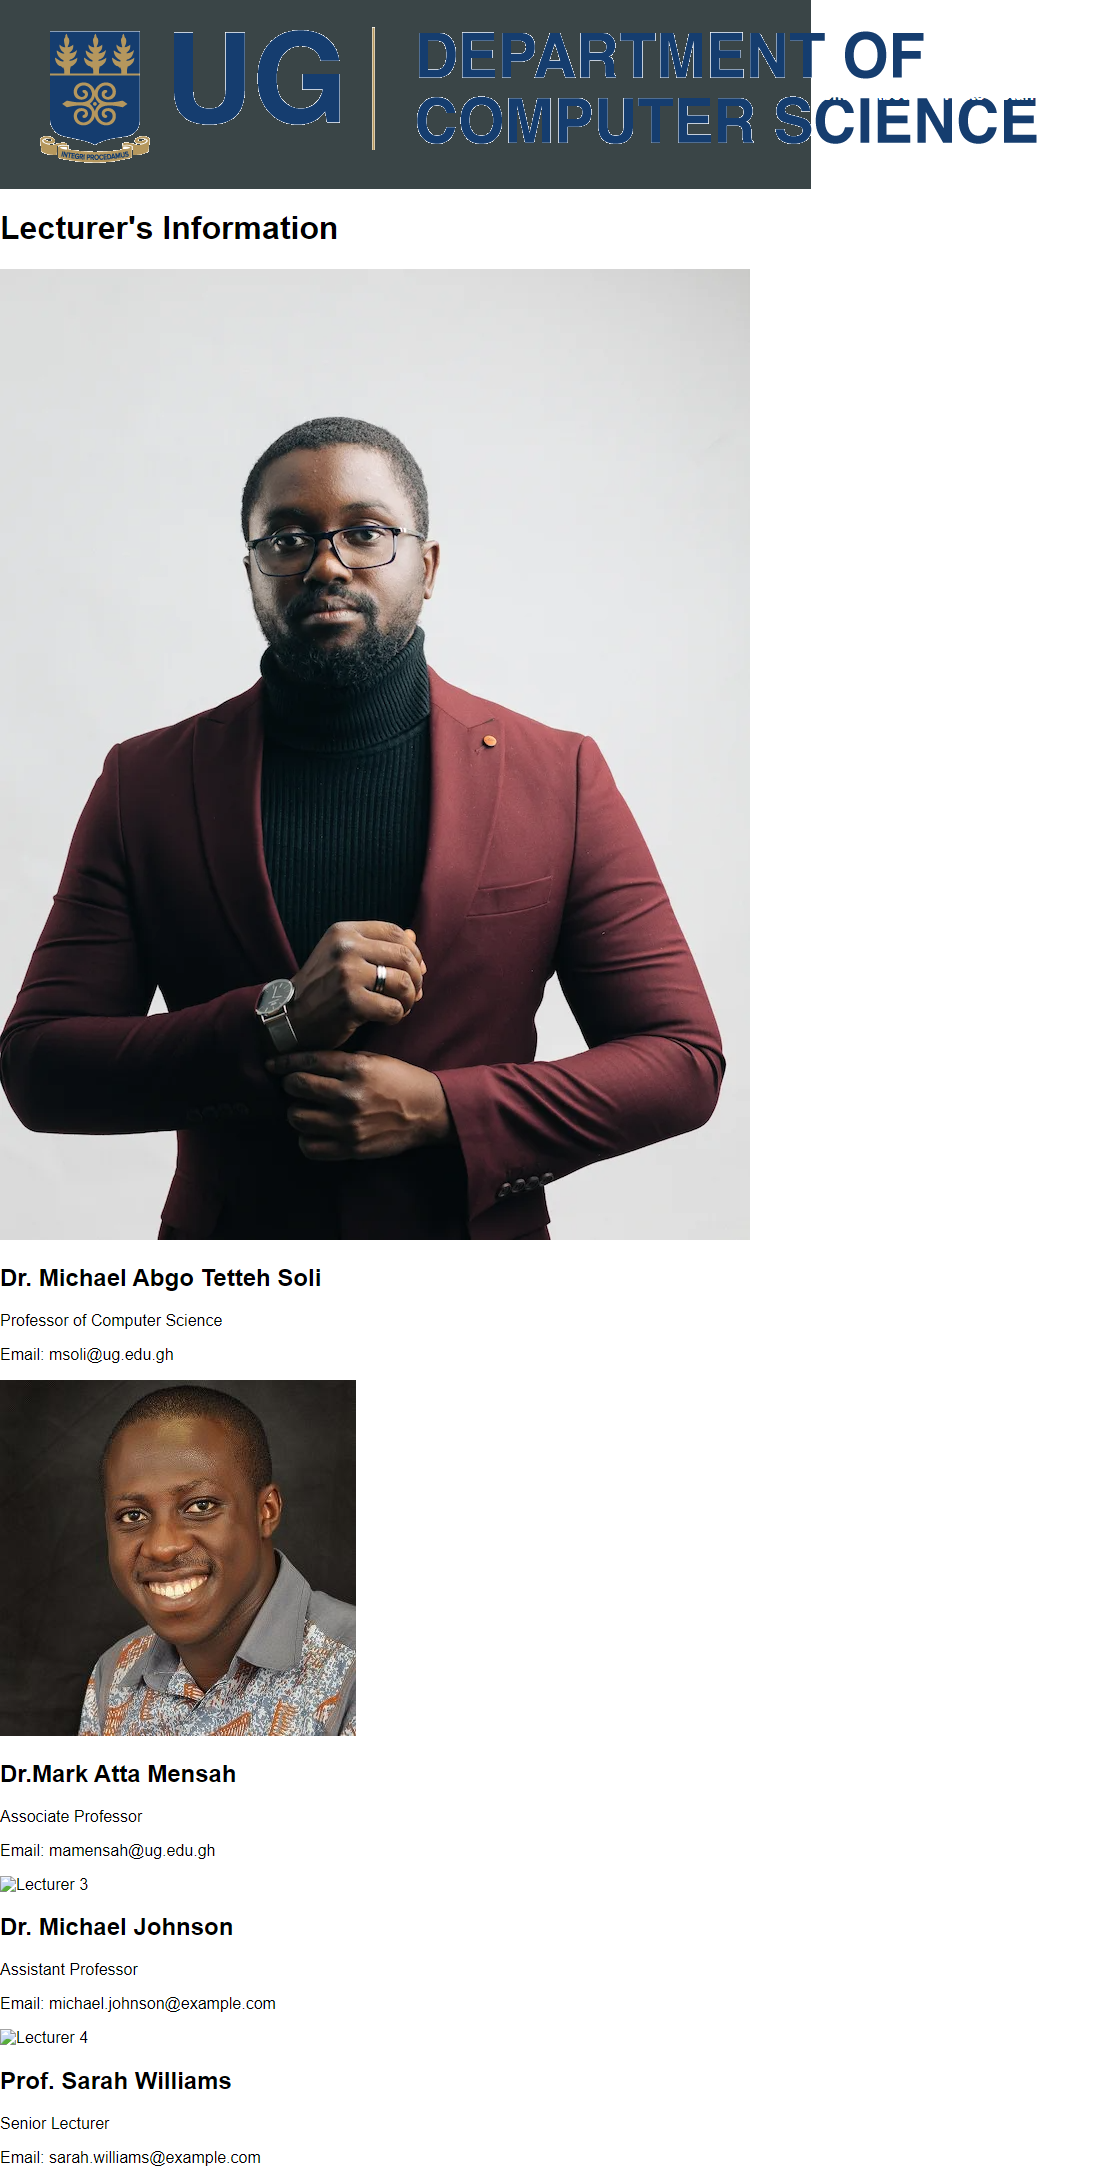 UG
DEPARTMENT OF
COMPUTER SCIENCE
INTEGRI PROCEDAMUS
Lecturer's Information
Dr. Michael Abgo Tetteh Soli
Professor of Computer Science
Email: msoli@ug.edu.gh
Dr.Mark Atta Mensah
Associate Professor
Email: mamensah@ug.edu.gh
Lecturer 3
Dr. Michael Johnson
Assistant Professor
Email: michael.johnson@example.com
Lecturer 4
Prof. Sarah Williams
Senior Lecturer
Email: sarah.williams@example.com